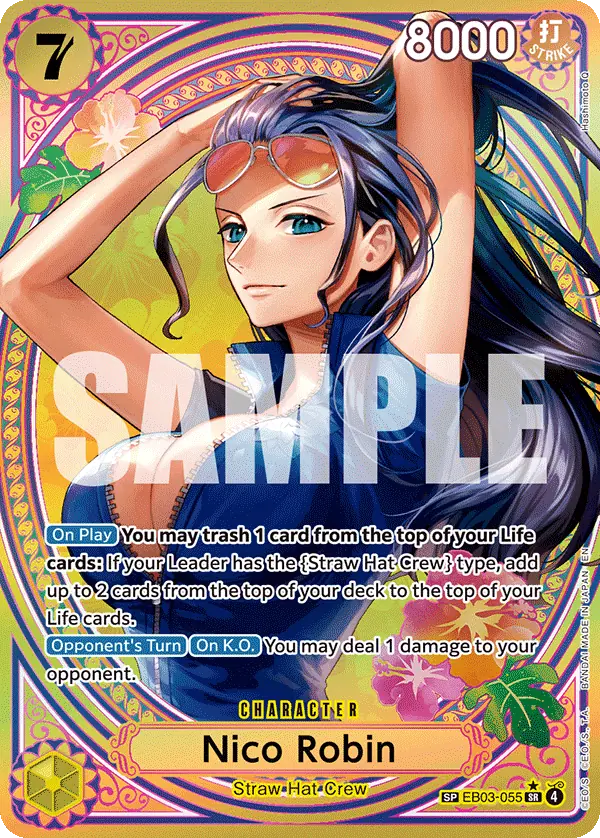 7
8000
打
STRIKE
HashimotoQ
SAMPLE
On Play You may trash 1 card from the top of your Life
cards: If your Leader has the {Straw Hat Crew} type, add
up to 2 cards from the top of your deck to the top of your
Life cards.
Opponent's Turn On K.O. You may deal 1 damage to your
opponent.
CHARACTER
Nico Robin
Straw Hat Crew
SP EB03-055 SR 4
©E.O./S. ©E.O./S.,T.A. BANDAI MADE IN JAPAN EN